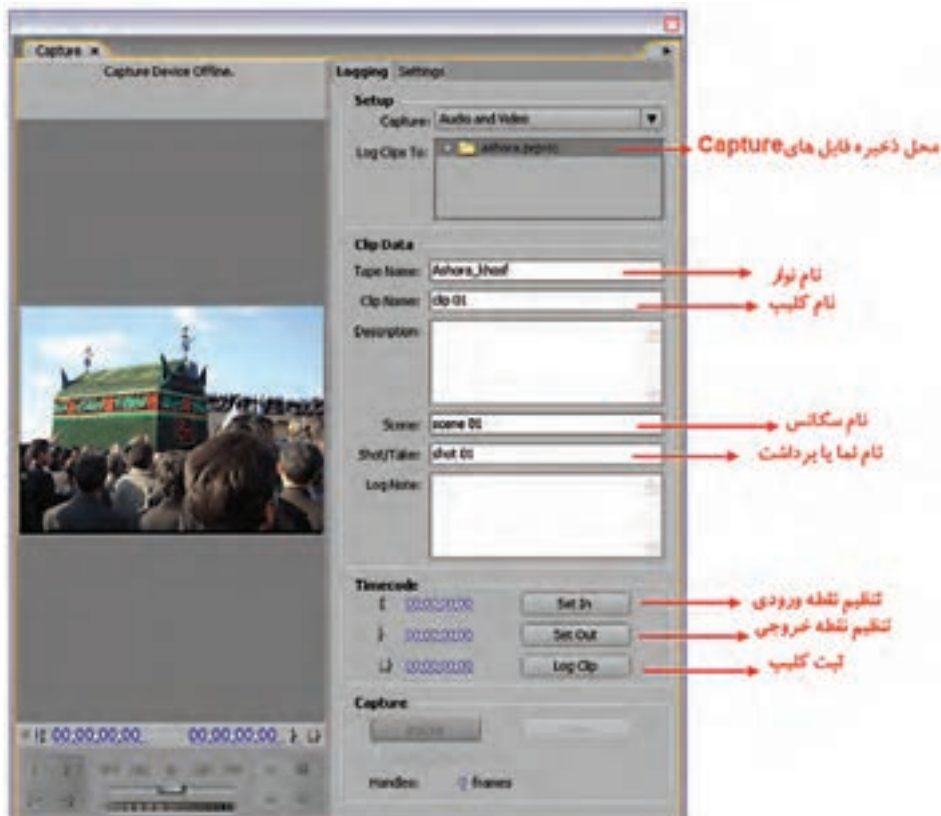 Capture ×
Capture Device Offline.
Logging Settings
Setup
Capture: Audio and Video
Log Clips To: ashora.prproj
محل ذخیره فایل های Capture
Clip Data
Tape Name: Ashora_khosf
نام نوار
Clip Name: clip 01
نام کلیپ
Description:
Scene: scene 01
نام سکانس
Shot/Take: shot 01
نام نما یا برداشت
Log Note:
Timecode
{ 00;00;00;00 Set In
تنظیم نقطه ورودی
} 00;00;00;00 Set Out
تنظیم نقطه خروجی
{} 00;00;00;00 Log Clip
ثبت کلیپ
Capture
Handles: 0 frames
00;00;00;00 00;00;00;00 } {}